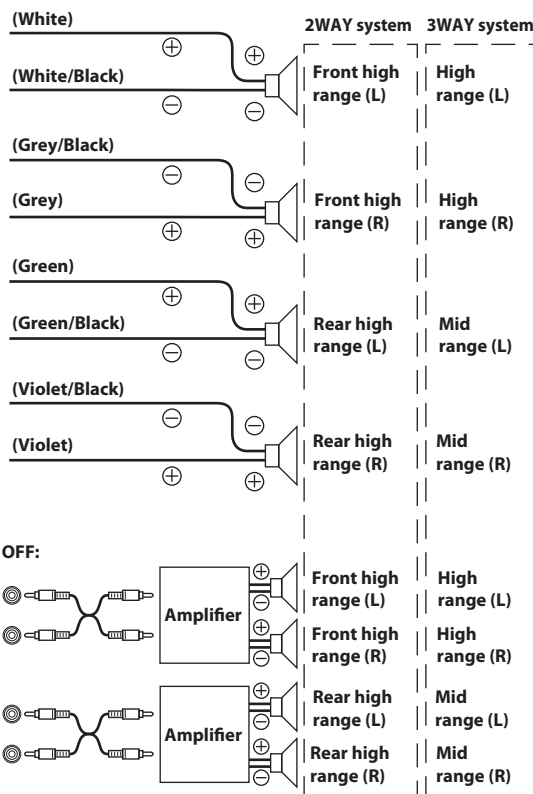 (White)
2WAY system 3WAY system
⊕ ⊕
(White/Black)
Front high
range (L)
High
range (L)
⊖ ⊖
(Grey/Black)
⊖ ⊖
(Grey)
Front high
range (R)
High
range (R)
⊕ ⊕
(Green)
⊕ ⊕
(Green/Black)
Rear high
range (L)
Mid
range (L)
⊖ ⊖
(Violet/Black)
⊖ ⊖
(Violet)
Rear high
range (R)
Mid
range (R)
⊕ ⊕
OFF:
Amplifier
⊕
⊖
Front high
range (L)
High
range (L)
⊕
⊖
Front high
range (R)
High
range (R)
Amplifier
⊕
⊖
Rear high
range (L)
Mid
range (L)
⊕
⊖
Rear high
range (R)
Mid
range (R)